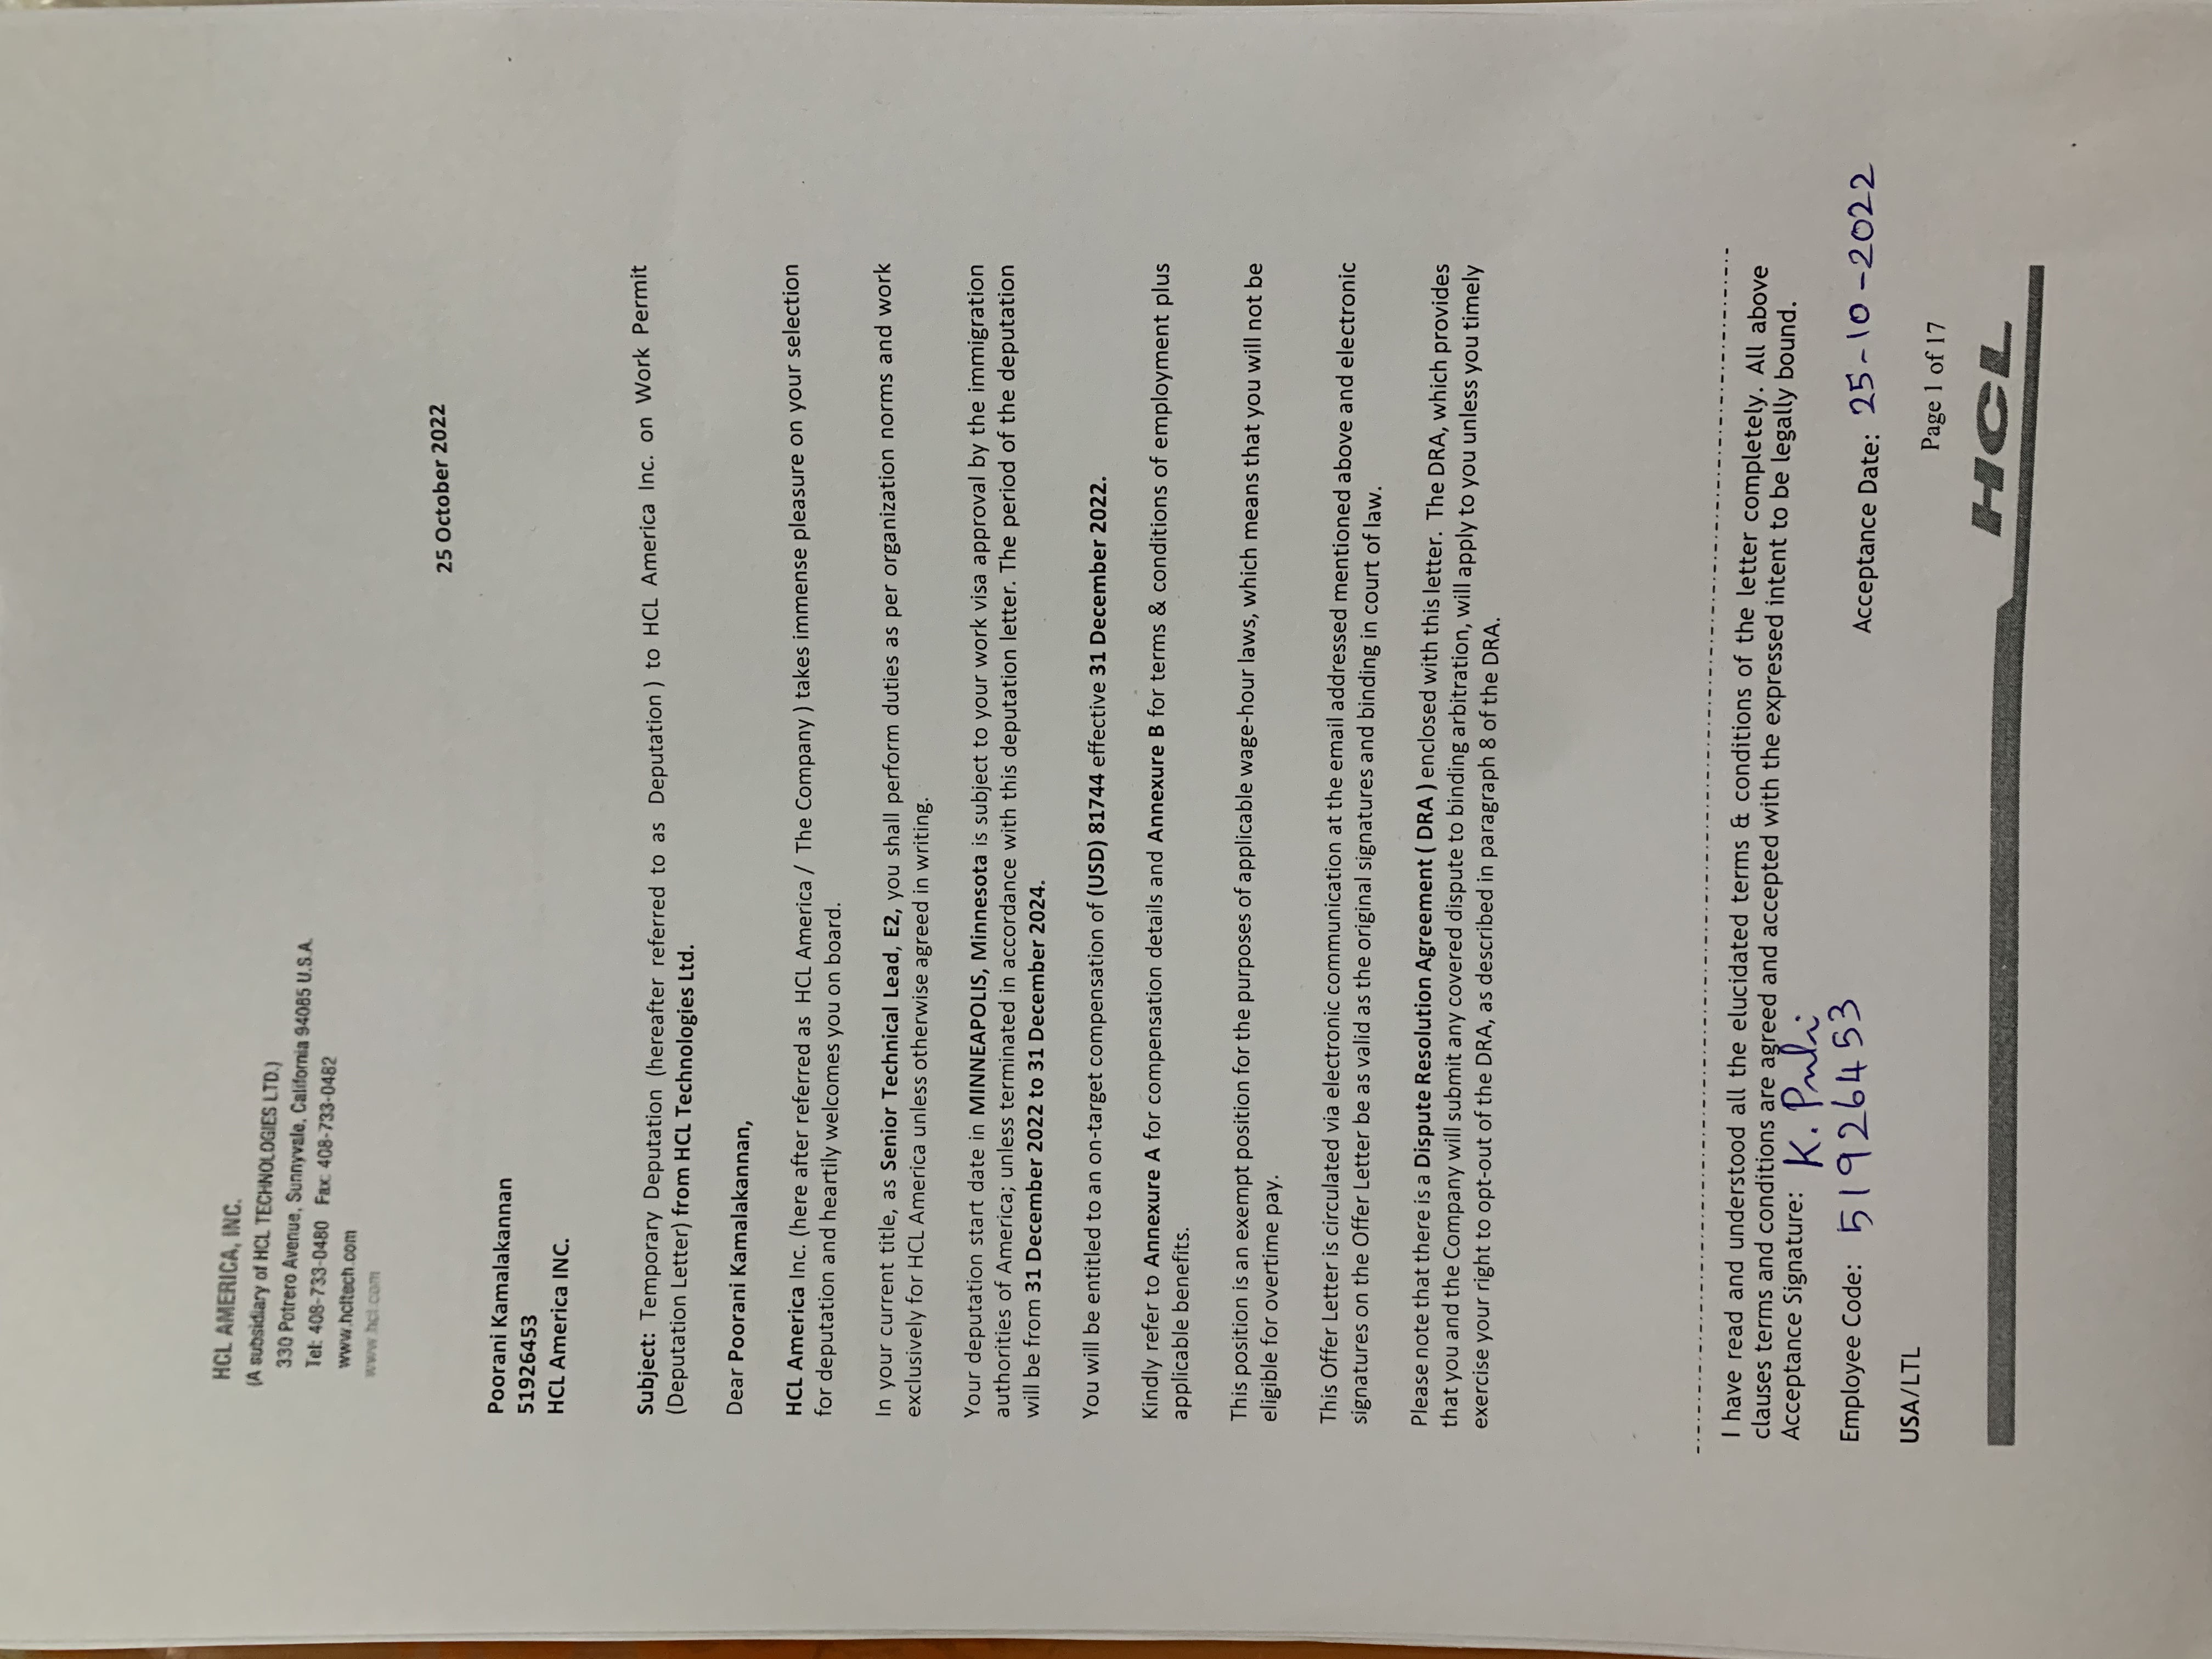 HCL AMERICA, INC.
(A subsidiary of HCL TECHNOLOGIES LTD.)
330 Potrero Avenue, Sunnyvale, California 94085 U.S.A.
Tel: 408-733-0480 Fax: 408-733-0482
www.hcltech.com
www.hcl.com
25 October 2022
Poorani Kamalakannan
51926453
HCL America INC.
Subject: Temporary Deputation (hereafter referred to as Deputation ) to HCL America Inc. on Work Permit
(Deputation Letter) from HCL Technologies Ltd.
Dear Poorani Kamalakannan,
HCL America Inc. (here after referred as HCL America / The Company ) takes immense pleasure on your selection
for deputation and heartily welcomes you on board.
In your current title, as Senior Technical Lead, E2, you shall perform duties as per organization norms and work
exclusively for HCL America unless otherwise agreed in writing.
Your deputation start date in MINNEAPOLIS, Minnesota is subject to your work visa approval by the immigration
authorities of America; unless terminated in accordance with this deputation letter. The period of the deputation
will be from 31 December 2022 to 31 December 2024.
You will be entitled to an on-target compensation of (USD) 81744 effective 31 December 2022.
Kindly refer to Annexure A for compensation details and Annexure B for terms & conditions of employment plus
applicable benefits.
This position is an exempt position for the purposes of applicable wage-hour laws, which means that you will not be
eligible for overtime pay.
This Offer Letter is circulated via electronic communication at the email addressed mentioned above and electronic
signatures on the Offer Letter be as valid as the original signatures and binding in court of law.
Please note that there is a Dispute Resolution Agreement ( DRA ) enclosed with this letter. The DRA, which provides
that you and the Company will submit any covered dispute to binding arbitration, will apply to you unless you timely
exercise your right to opt-out of the DRA, as described in paragraph 8 of the DRA.
I have read and understood all the elucidated terms & conditions of the letter completely. All above
clauses terms and conditions are agreed and accepted with the expressed intent to be legally bound.
Acceptance Signature: K.
Employee Code: 51926453
Acceptance Date: 25-10-2022
USA/LTL
Page 1 of 17
HCL